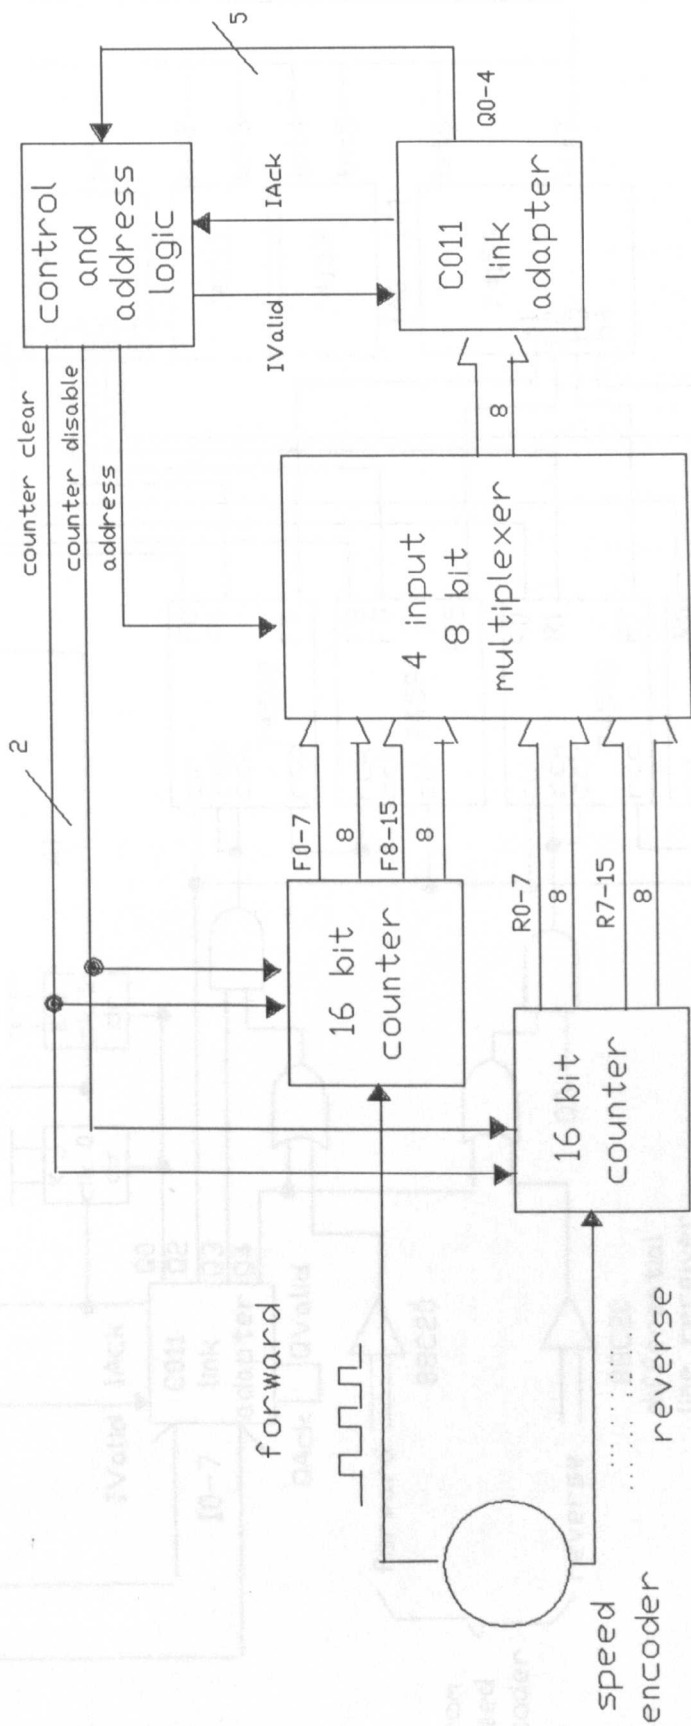 speed
encoder
forward
reverse
16 bit
counter
16 bit
counter
F0-7
8
F8-15
8
R0-7
8
R7-15
8
2
counter clear
counter disable
address
4 input
8 bit
multiplexer
8
control
and
address
logic
IValid
IAck
C011
link
adapter
Q0-4
5